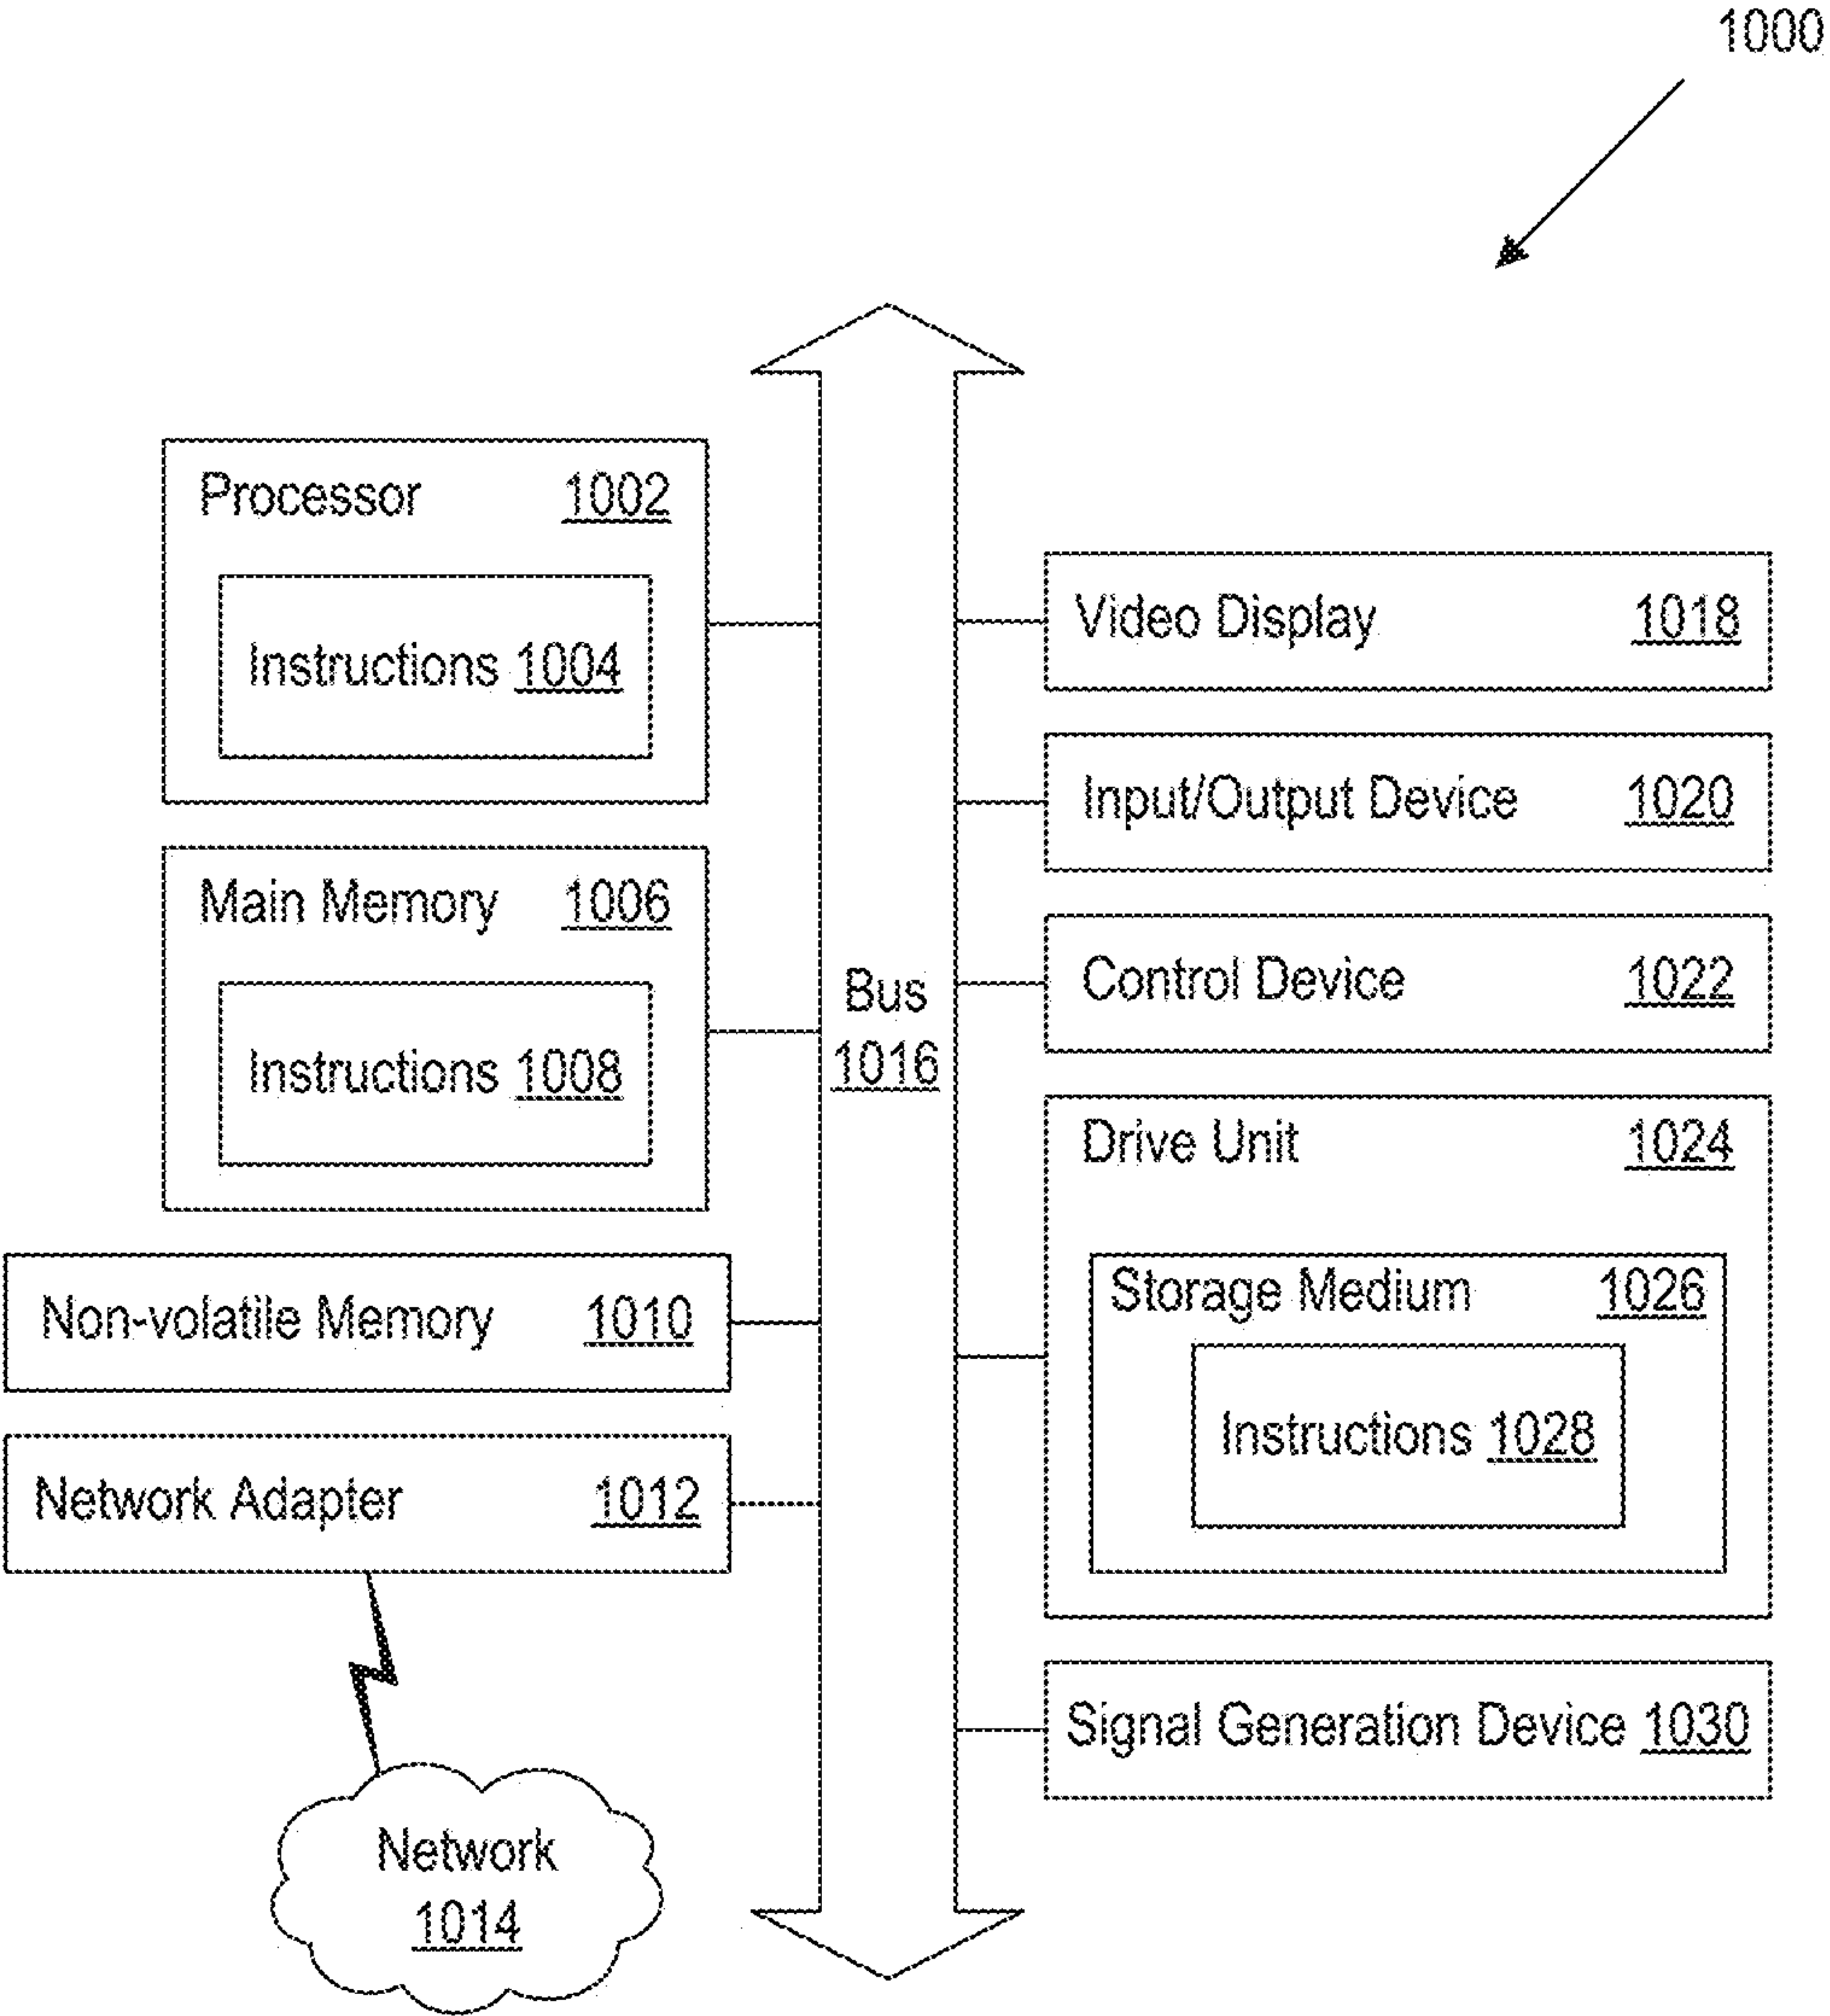 1000
Processor 1002
Instructions 1004
Main Memory 1006
Instructions 1008
Non-volatile Memory 1010
Network Adapter 1012
Network
1014
Bus
1016
Video Display 1018
Input/Output Device 1020
Control Device 1022
Drive Unit 1024
Storage Medium 1026
Instructions 1028
Signal Generation Device 1030